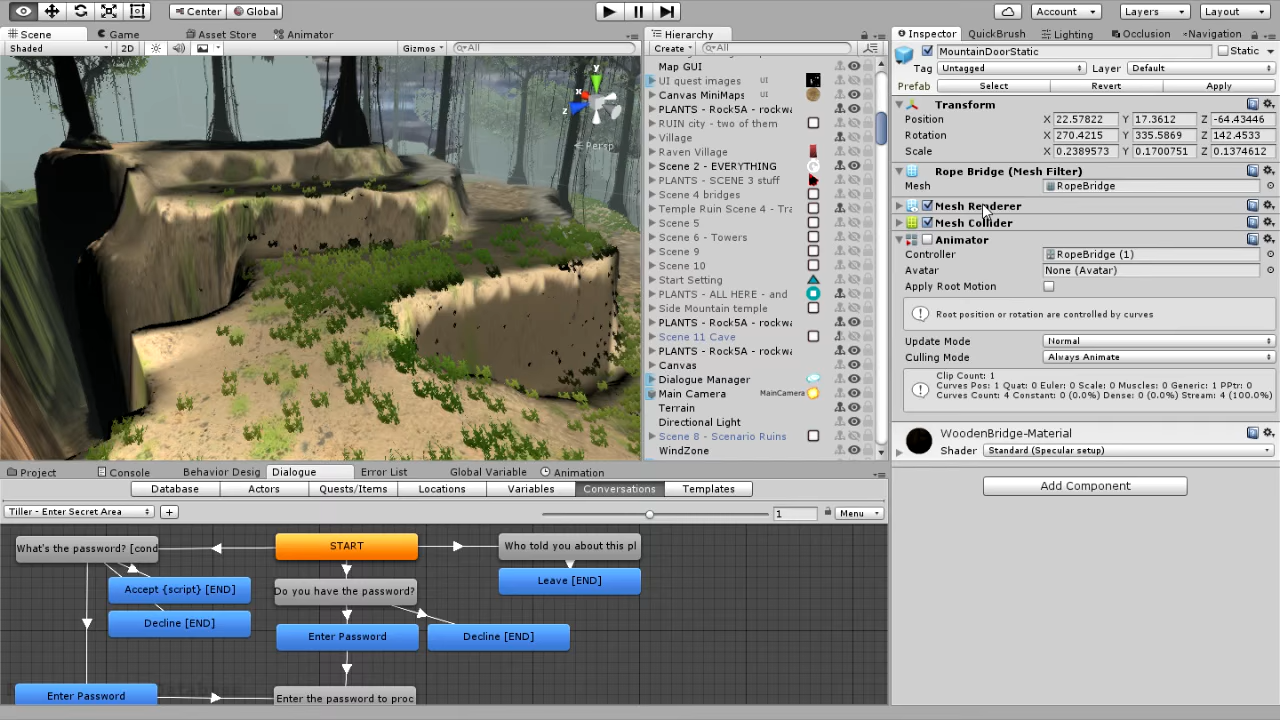 Center Global Account Layers Layout
Scene Game Asset Store Animator
Shaded 2D Gizmos All
y
x
z
Persp
Hierarchy
Create All
Map GUI
UI quest images UI
Canvas MiniMaps UI
PLANTS - Rock5A - rockwa
RUIN city - two of them
Village
Raven Village
Scene 2 - EVERYTHING
PLANTS - SCENE 3 stuff
Scene 4 bridges
Temple Ruin Scene 4 - Tra
Scene 5
Scene 6 - Towers
Scene 9
Scene 10
Start Setting
PLANTS - ALL HERE - and
Side Mountain temple
PLANTS - Rock5A - rockwa
Scene 11 Cave
PLANTS - Rock5A - rockwa
Canvas
Dialogue Manager
Main Camera MainCamera
Terrain
Directional Light
Scene 8 - Scenario Ruins
WindZone
Inspector QuickBrush Lighting Occlusion Navigation
MountainDoorStatic Static
Tag Untagged Layer Default
Prefab Select Revert Apply
Transform
Position X 22.57822 Y 17.3612 Z -64.43446
Rotation X 270.4215 Y 335.5869 Z 142.4533
Scale X 0.2389573 Y 0.1700751 Z 0.1374612
Rope Bridge (Mesh Filter)
Mesh RopeBridge
Mesh Renderer
Mesh Collider
Animator
Controller RopeBridge (1)
Avatar None (Avatar)
Apply Root Motion
Root position or rotation are controlled by curves
Update Mode Normal
Culling Mode Always Animate
Clip Count: 1
Curves Pos: 1 Quat: 0 Euler: 0 Scale: 0 Muscles: 0 Generic: 1 PPtr: 0
Curves Count: 4 Constant: 0 (0.0%) Dense: 0 (0.0%) Stream: 4 (100.0%)
WoodenBridge-Material
Shader Standard (Specular setup)
Add Component
Project Console Behavior Desig Dialogue Error List Global Variable Animation
Database Actors Quests/Items Locations Variables Conversations Templates
Tiller - Enter Secret Area + 1 Menu
What's the password? [cond START Who told you about this pl
Accept {script} [END] Do you have the password? Leave [END]
Decline [END] Enter Password Decline [END]
Enter Password Enter the password to proc